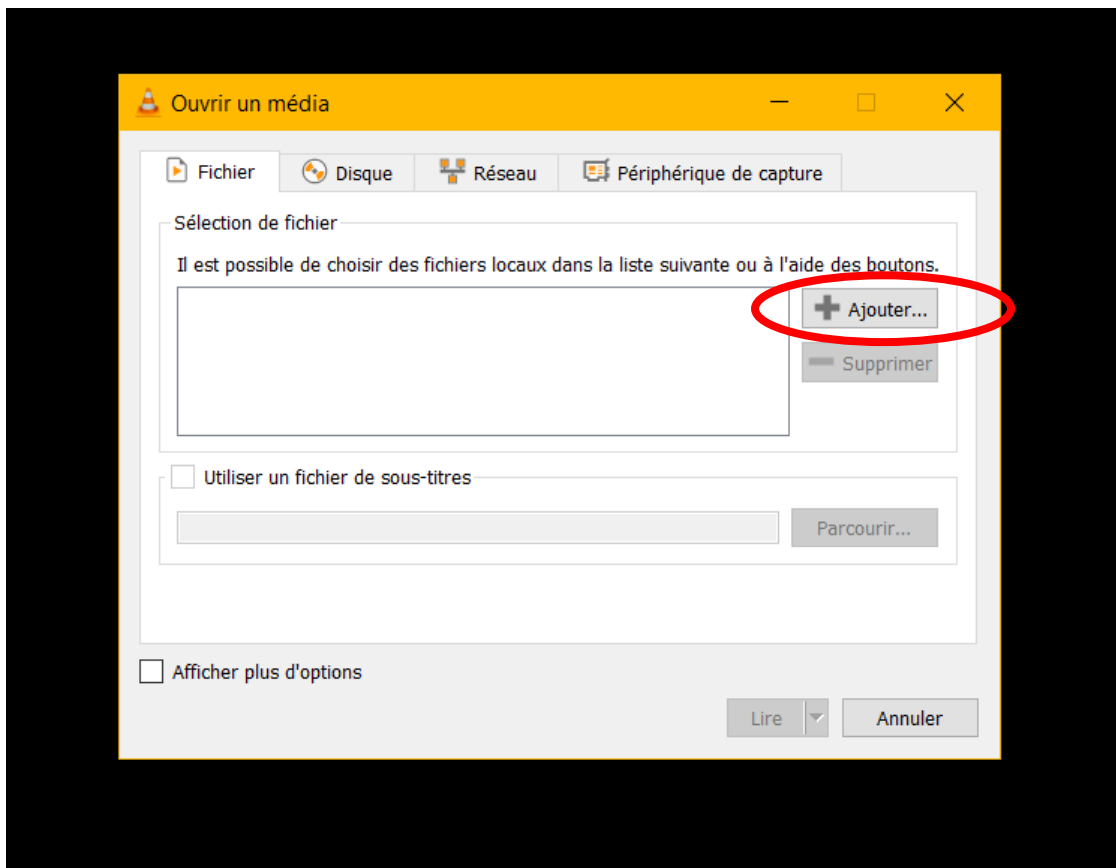 Ouvrir un média
Fichier Disque Réseau Périphérique de capture
Sélection de fichier
Il est possible de choisir des fichiers locaux dans la liste suivante ou à l'aide des boutons.
Ajouter...
Supprimer
Utiliser un fichier de sous-titres
Parcourir...
Afficher plus d'options
Lire Annuler